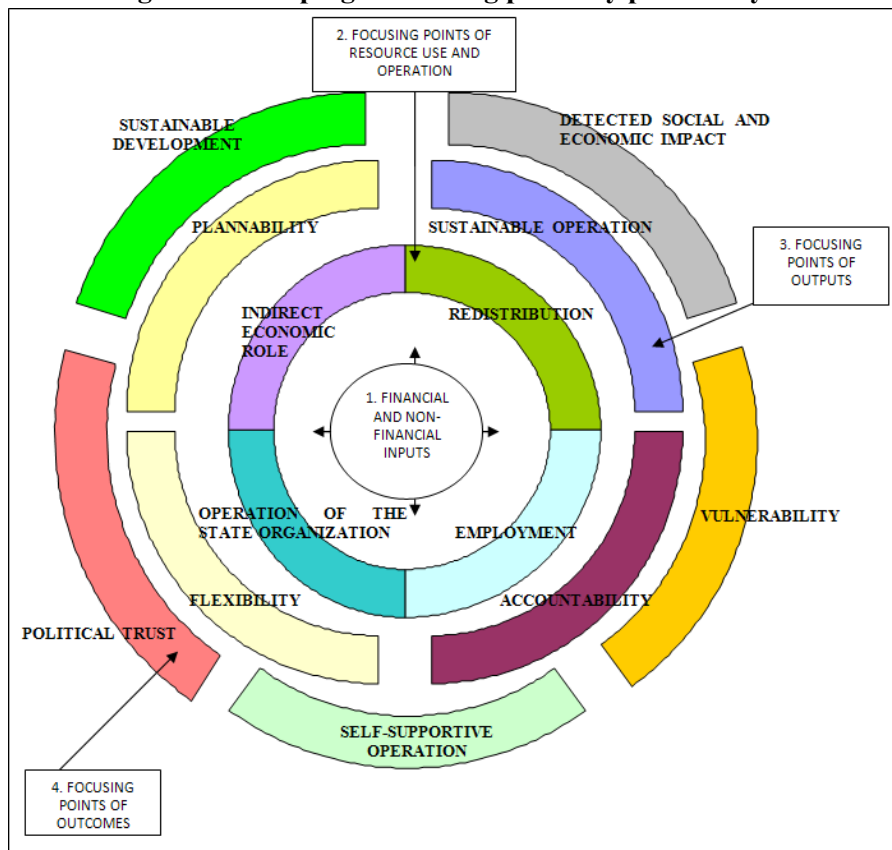 2. FOCUSING POINTS OF
RESOURCE USE AND
OPERATION
SUSTAINABLE
DEVELOPMENT
DETECTED SOCIAL AND
ECONOMIC IMPACT
PLANNABILITY
SUSTAINABLE OPERATION
3. FOCUSING
POINTS OF
OUTPUTS
INDIRECT
ECONOMIC
ROLE
REDISTRIBUTION
1. FINANCIAL
AND NON-
FINANCIAL
INPUTS
OPERATION OF THE
STATE ORGANIZATION
EMPLOYMENT
VULNERABILITY
FLEXIBILITY
ACCOUNTABILITY
POLITICAL TRUST
SELF-SUPPORTIVE
OPERATION
4. FOCUSING
POINTS OF
OUTCOMES